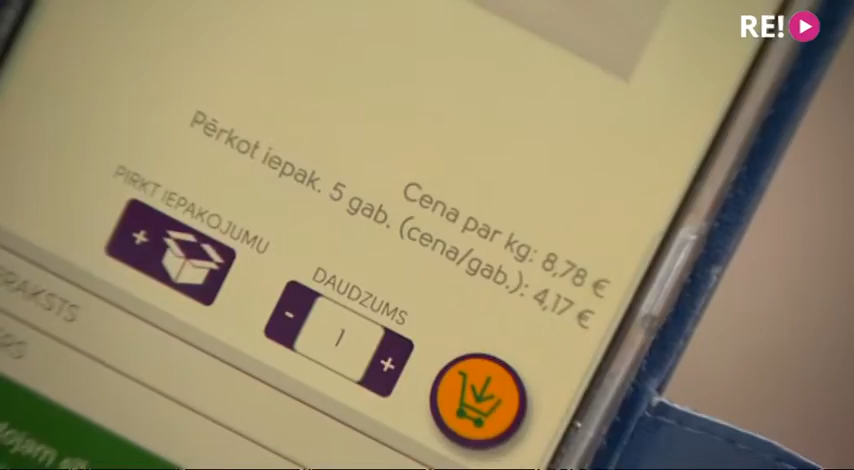 RE!
Cena par kg: 8,78 €
Pērkot iepak. 5 gab. (cena/gab.): 4,17 €
PIRKT IEPAKOJUMU
+
DAUDZUMS
- 1 +